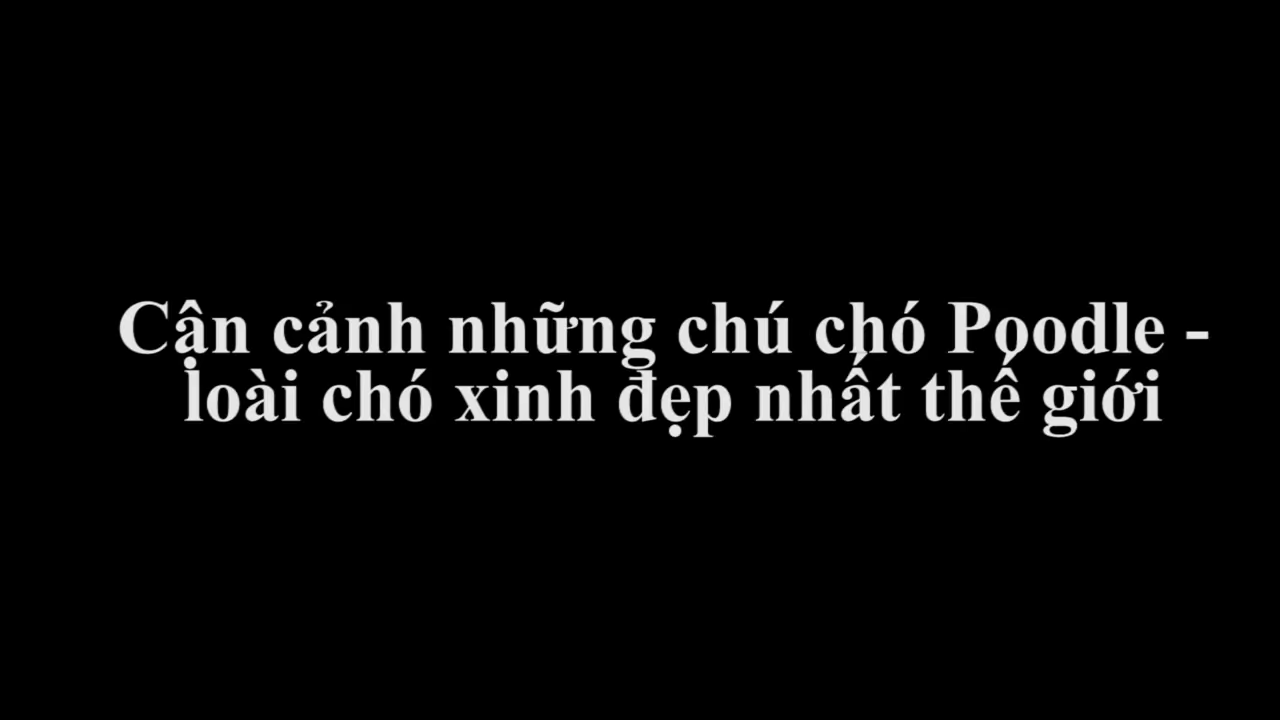 Cận cảnh những chú chó Poodle -
loài chó xinh đẹp nhất thế giới